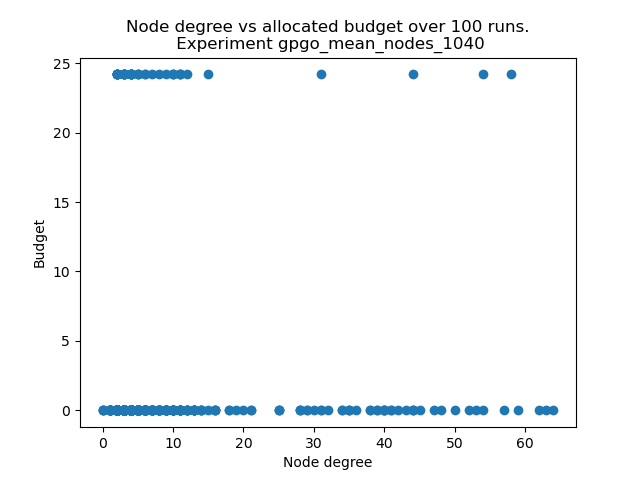 Node degree vs allocated budget over 100 runs.
Experiment gpgo_mean_nodes_1040
25
20
15
10
5
0
Budget
0 10 20 30 40 50 60
Node degree